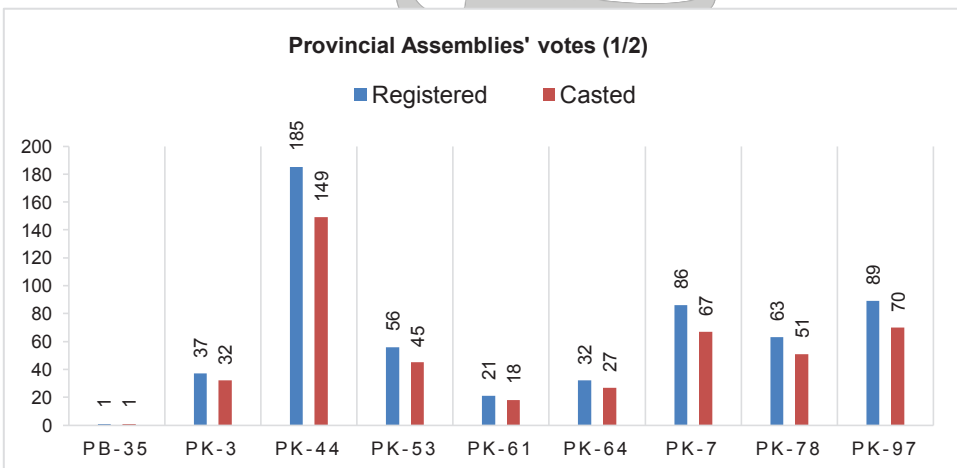 Provincial Assemblies' votes (1/2)
Registered Casted
200
180
160
140
120
100
80
60
40
20
0
1 1 37 32 185 149 56 45 21 18 32 27 86 67 63 51 89 70
PB-35 PK-3 PK-44 PK-53 PK-61 PK-64 PK-7 PK-78 PK-97